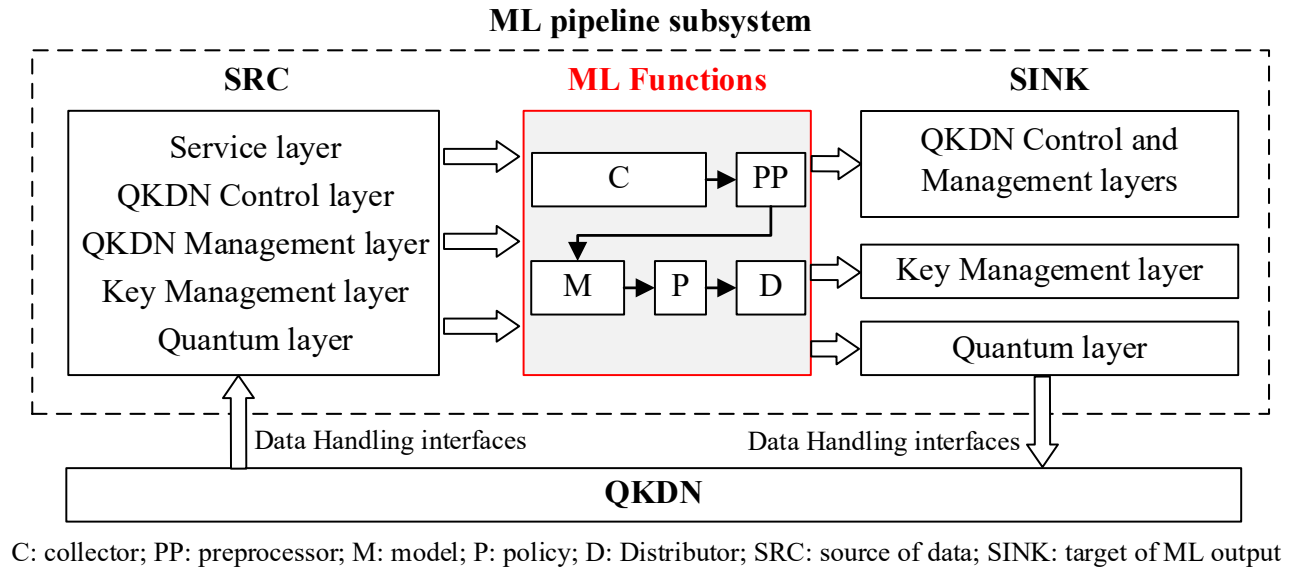 ML pipeline subsystem
SRC
ML Functions
SINK
Service layer
QKDN Control layer
QKDN Management layer
Key Management layer
Quantum layer
C
PP
M
P
D
QKDN Control and
Management layers
Key Management layer
Quantum layer
Data Handling interfaces
Data Handling interfaces
QKDN
C: collector; PP: preprocessor; M: model; P: policy; D: Distributor; SRC: source of data; SINK: target of ML output